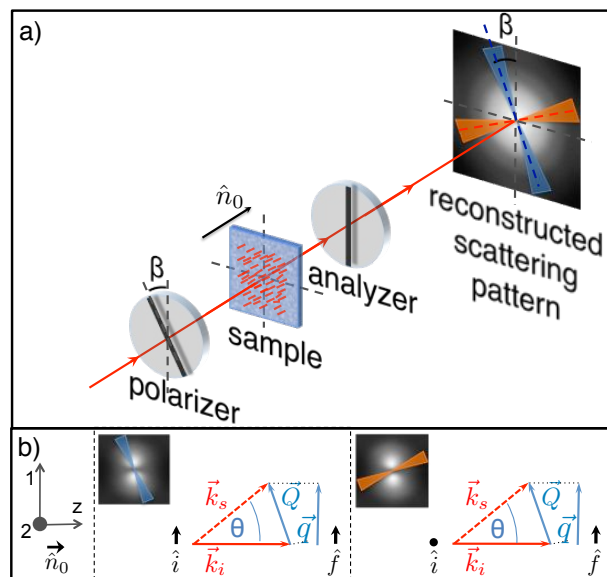 a)
β
n̂₀
reconstructed
scattering
pattern
analyzer
β
sample
polarizer
b)
1
2
z
n̂₀
k⃗ₛ
Q⃗
θ
q⃗
î
k⃗ᵢ
f̂
k⃗ₛ
Q⃗
θ
q⃗
î
k⃗ᵢ
f̂